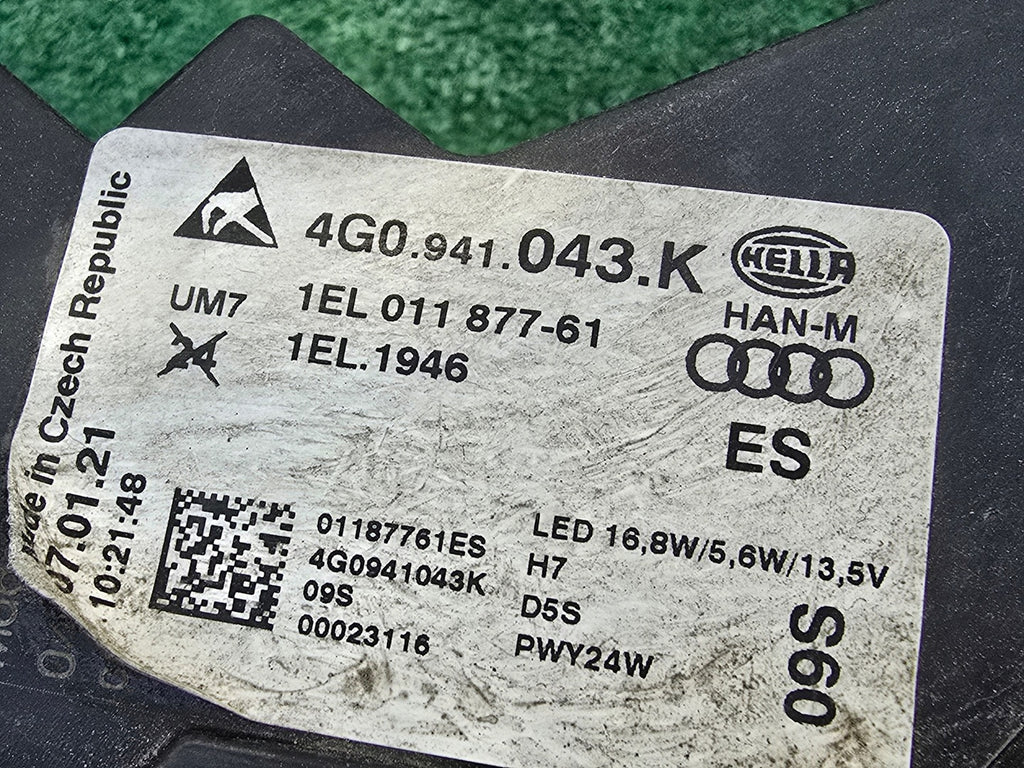 Made in Czech Republic
07.01.21
10:21:48
4G0.941.043.K
HELLA
UM7
1EL 011 877-61
HAN-M
24
1EL.1946
ES
01187761ES
4G0941043K
09S
00023116
LED 16,8W/5,6W/13,5V
H7
D5S
PWY24W
09S